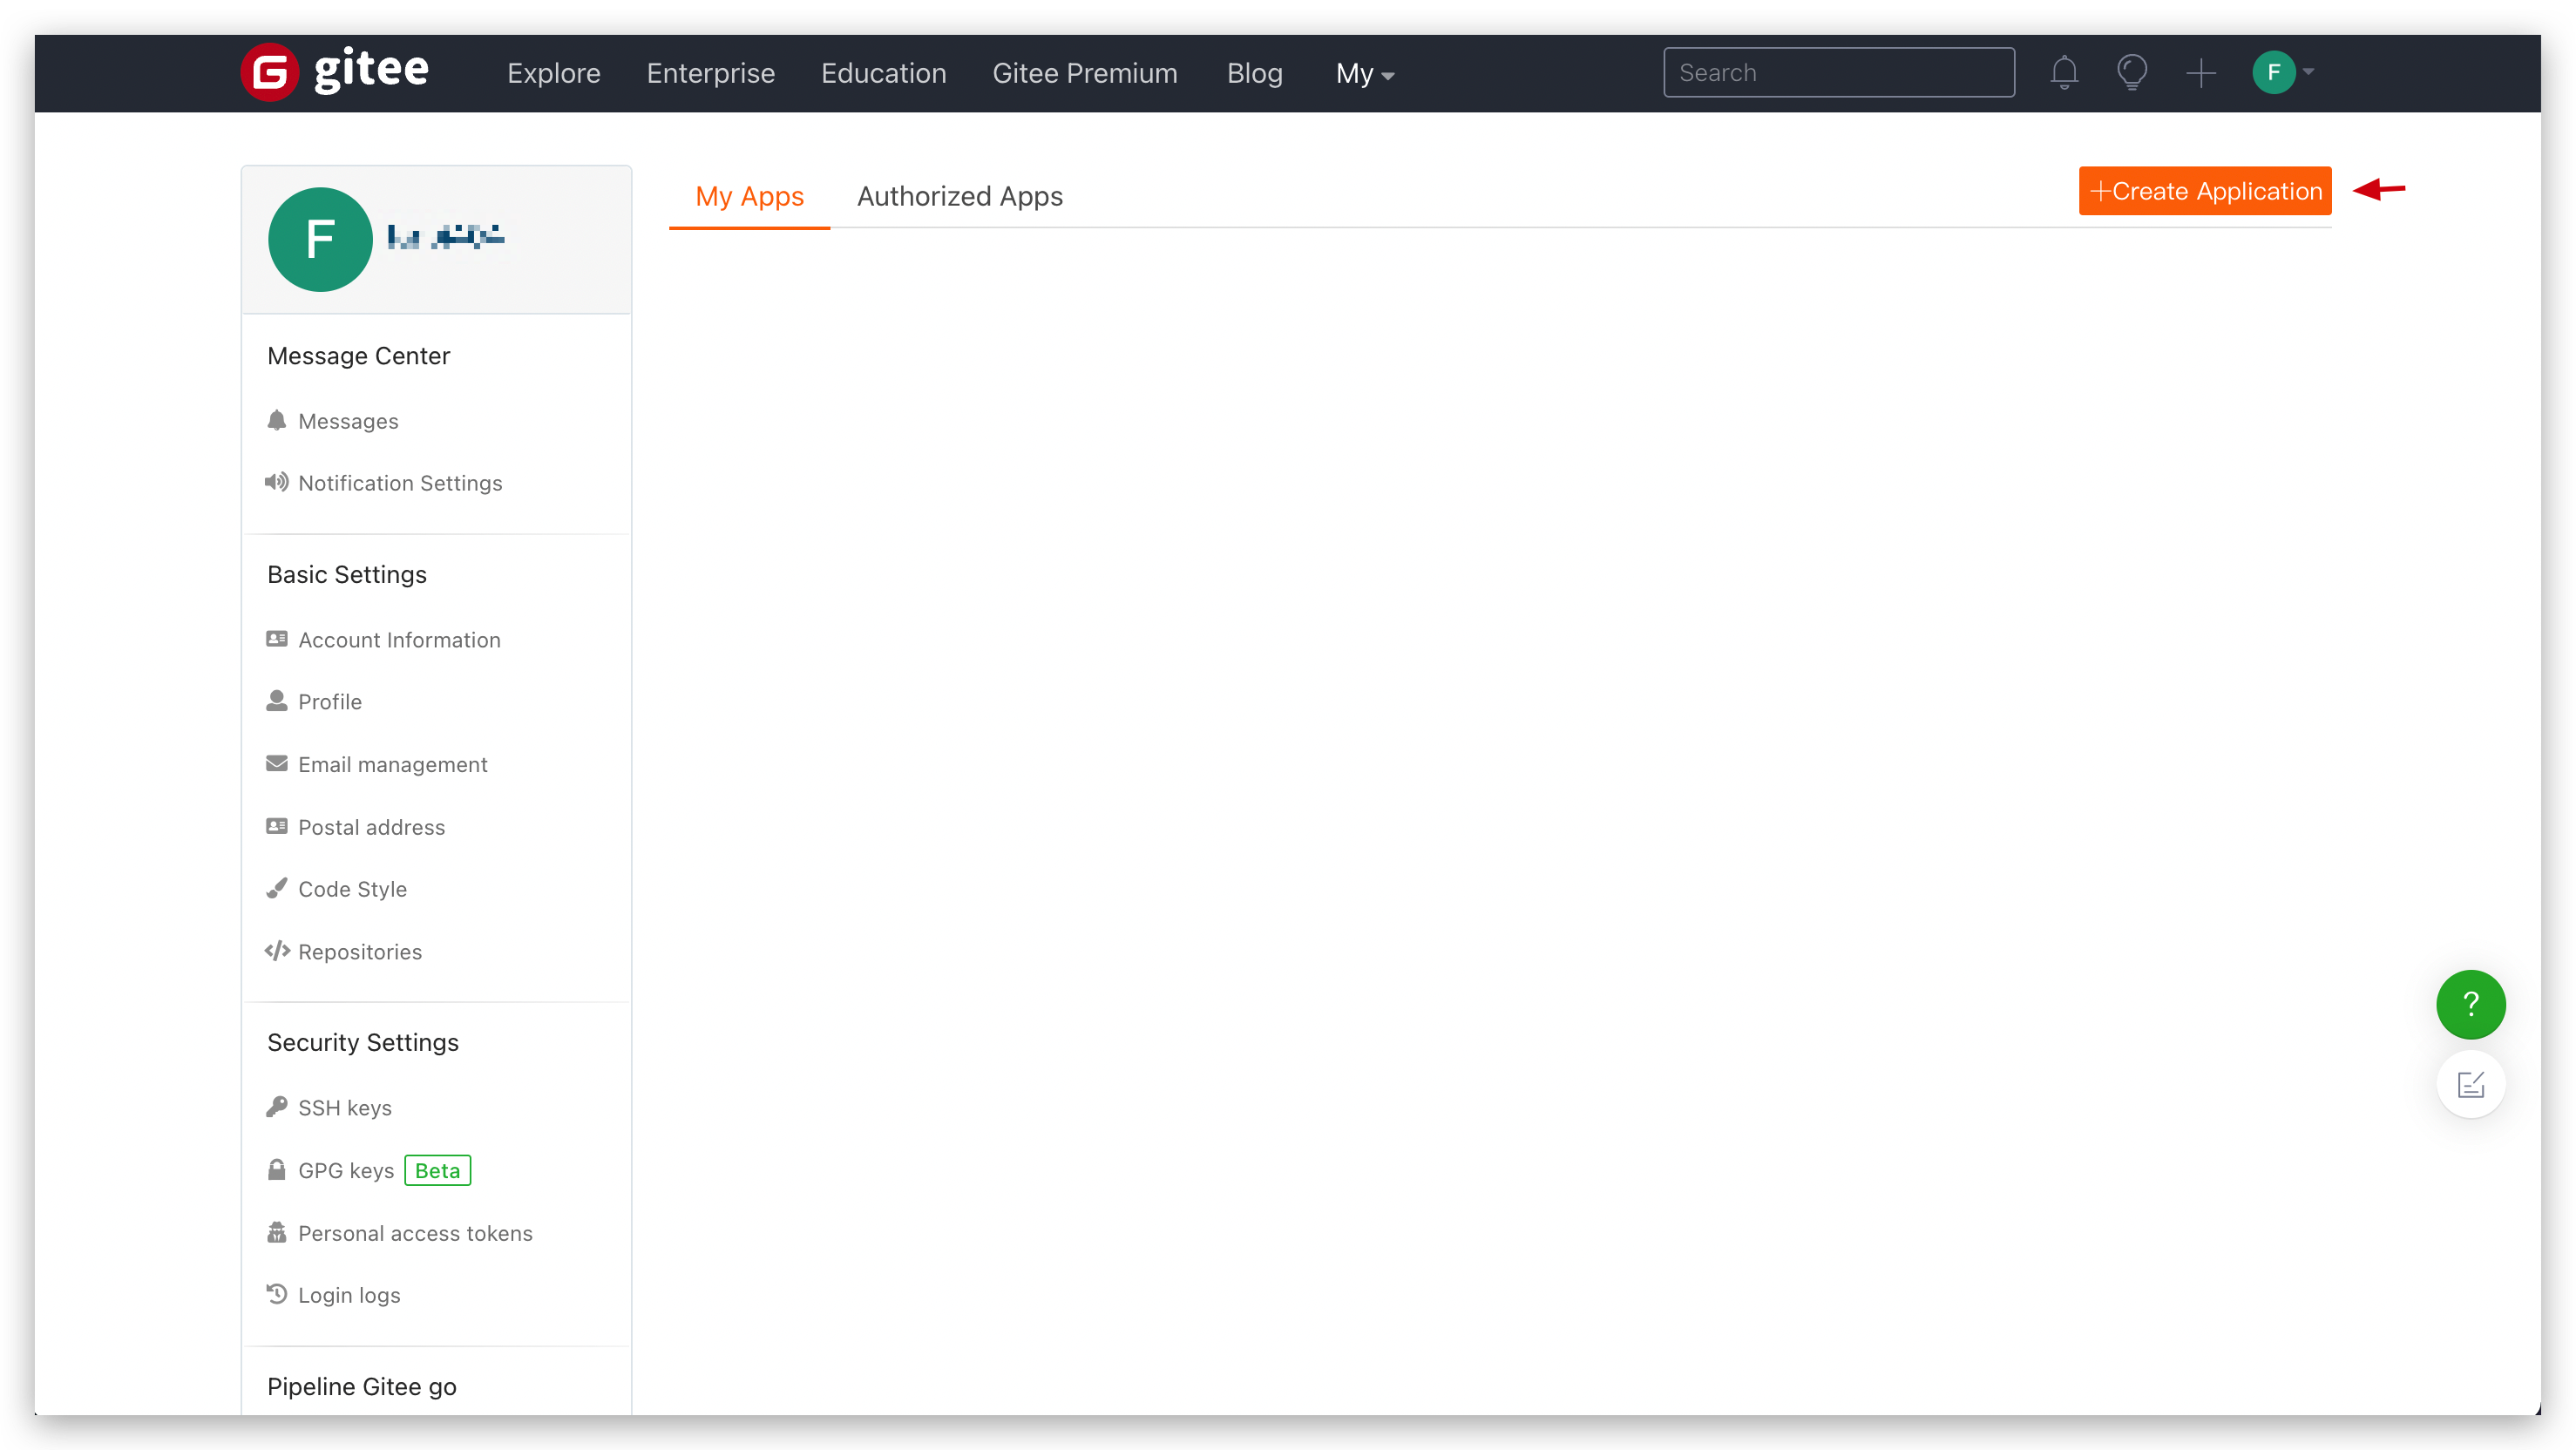 G gitee Explore Enterprise Education Gitee Premium Blog My Search F
My Apps Authorized Apps +Create Application
F
Message Center
Messages
Notification Settings
Basic Settings
Account Information
Profile
Email management
Postal address
Code Style
Repositories
Security Settings
SSH keys
GPG keys Beta
Personal access tokens
Login logs
Pipeline Gitee go
?